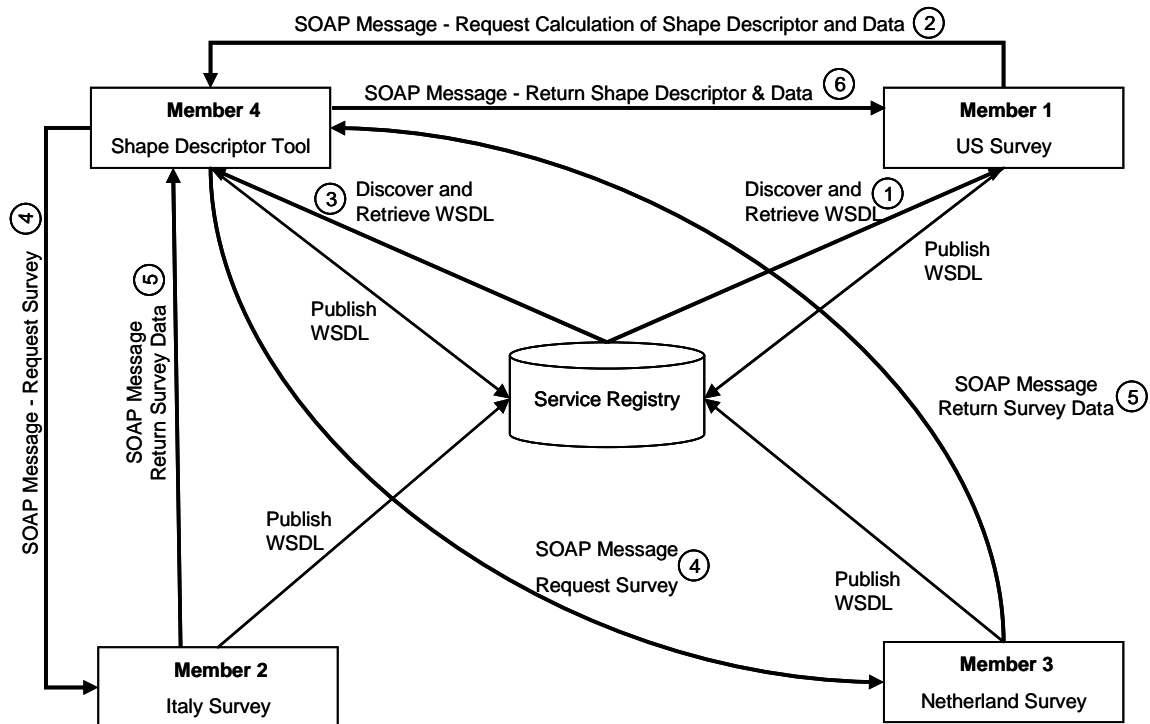 SOAP Message - Request Calculation of Shape Descriptor and Data 2
Member 4
Shape Descriptor Tool
SOAP Message - Return Shape Descriptor & Data 6
Member 1
US Survey
3 Discover and
Retrieve WSDL
Discover and 1
Retrieve WSDL
Publish
WSDL
Publish
WSDL
SOAP Message - Request Survey 4
SOAP Message
Return Survey Data 5
Service Registry
SOAP Message
Return Survey Data 5
Publish
WSDL
SOAP Message
Request Survey 4
Publish
WSDL
Member 2
Italy Survey
Member 3
Netherland Survey